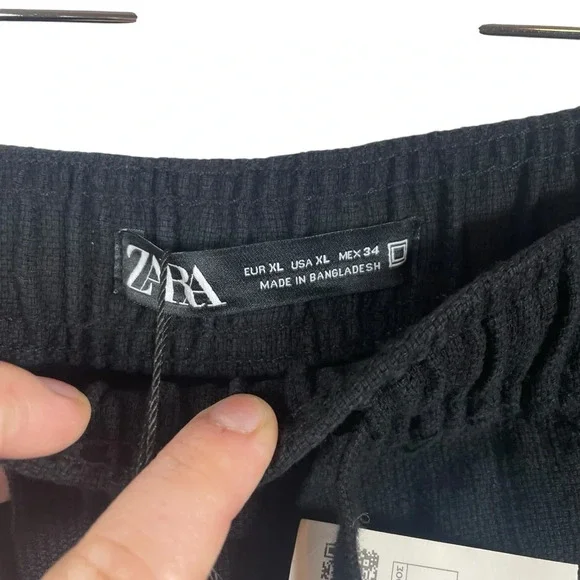 ZARA
EUR XL USA XL MEX 34
MADE IN BANGLADESH